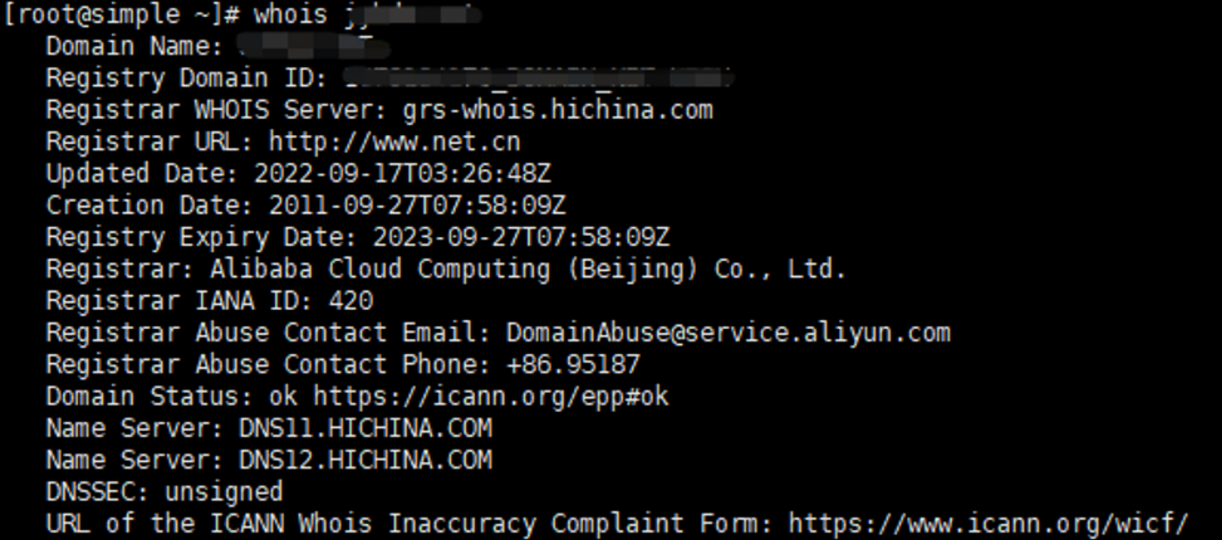 [root@simple ~]# whois
Domain Name:
Registry Domain ID:
Registrar WHOIS Server: grs-whois.hichina.com
Registrar URL: http://www.net.cn
Updated Date: 2022-09-17T03:26:48Z
Creation Date: 2011-09-27T07:58:09Z
Registry Expiry Date: 2023-09-27T07:58:09Z
Registrar: Alibaba Cloud Computing (Beijing) Co., Ltd.
Registrar IANA ID: 420
Registrar Abuse Contact Email: DomainAbuse@service.aliyun.com
Registrar Abuse Contact Phone: +86.95187
Domain Status: ok https://icann.org/epp#ok
Name Server: DNS11.HICHINA.COM
Name Server: DNS12.HICHINA.COM
DNSSEC: unsigned
URL of the ICANN Whois Inaccuracy Complaint Form: https://www.icann.org/wicf/